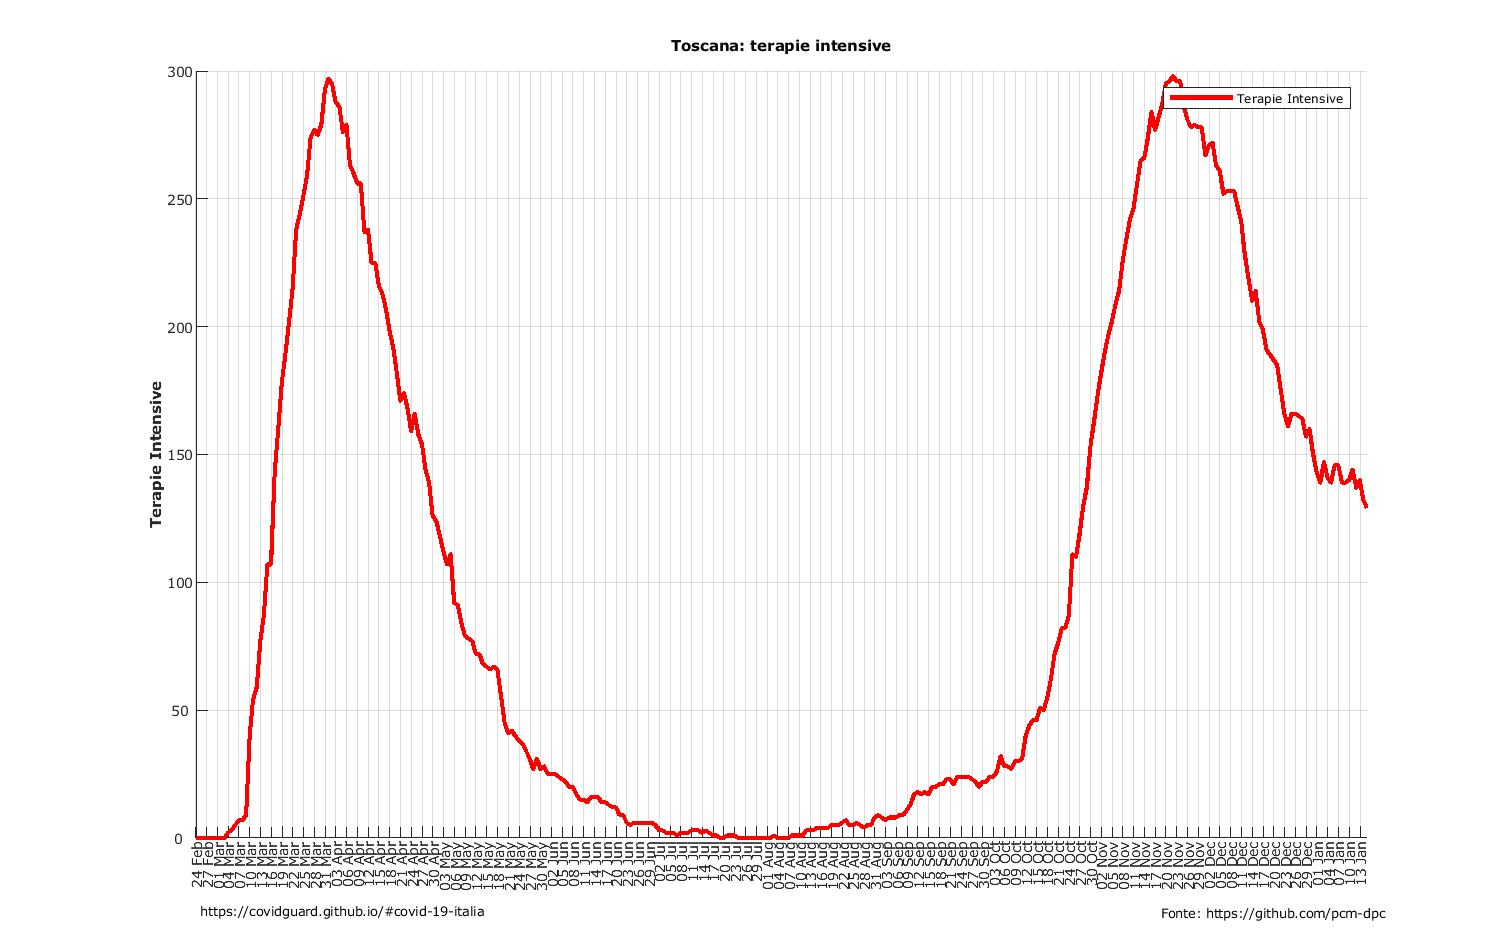 Toscana: terapie intensive
300
250
200
150
100
50
0
Terapie Intensive
Terapie Intensive
24 Feb
27 Feb
01 Mar
04 Mar
07 Mar
10 Mar
13 Mar
16 Mar
19 Mar
22 Mar
25 Mar
28 Mar
31 Mar
03 Apr
06 Apr
09 Apr
12 Apr
15 Apr
18 Apr
21 Apr
24 Apr
27 Apr
30 Apr
03 May
06 May
09 May
12 May
15 May
18 May
21 May
24 May
27 May
30 May
02 Jun
05 Jun
08 Jun
11 Jun
14 Jun
17 Jun
20 Jun
23 Jun
26 Jun
29 Jun
02 Jul
05 Jul
08 Jul
11 Jul
14 Jul
17 Jul
20 Jul
23 Jul
26 Jul
29 Jul
01 Aug
04 Aug
07 Aug
10 Aug
13 Aug
16 Aug
19 Aug
22 Aug
25 Aug
28 Aug
31 Aug
03 Sep
06 Sep
09 Sep
12 Sep
15 Sep
18 Sep
21 Sep
24 Sep
27 Sep
30 Sep
03 Oct
06 Oct
09 Oct
12 Oct
15 Oct
18 Oct
21 Oct
24 Oct
27 Oct
30 Oct
02 Nov
05 Nov
08 Nov
11 Nov
14 Nov
17 Nov
20 Nov
23 Nov
26 Nov
29 Nov
02 Dec
05 Dec
08 Dec
11 Dec
14 Dec
17 Dec
20 Dec
23 Dec
26 Dec
29 Dec
01 Jan
04 Jan
07 Jan
10 Jan
13 Jan
https://covidguard.github.io/#covid-19-italia
Fonte: https://github.com/pcm-dpc